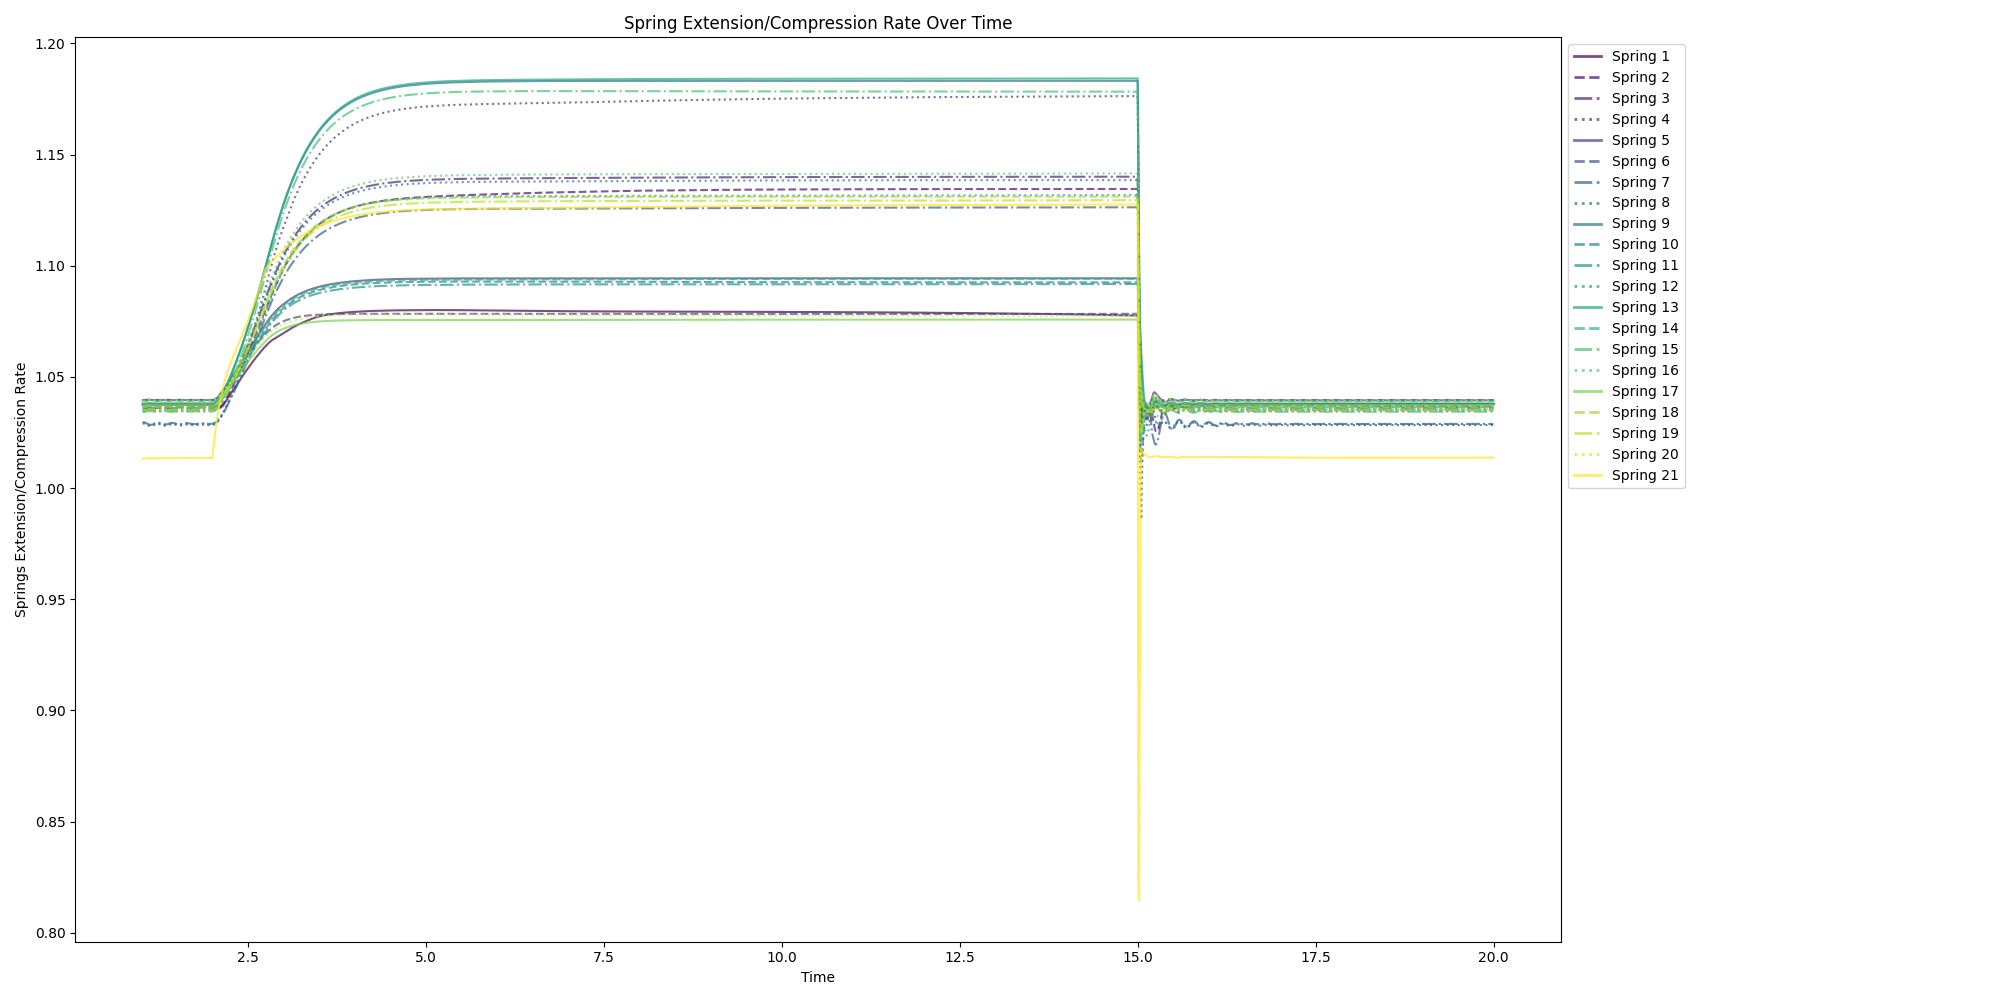 Spring Extension/Compression Rate Over Time
Springs Extension/Compression Rate
1.20
1.15
1.10
1.05
1.00
0.95
0.90
0.85
0.80
2.5
5.0
7.5
10.0
12.5
15.0
17.5
20.0
Time
Spring 1
Spring 2
Spring 3
Spring 4
Spring 5
Spring 6
Spring 7
Spring 8
Spring 9
Spring 10
Spring 11
Spring 12
Spring 13
Spring 14
Spring 15
Spring 16
Spring 17
Spring 18
Spring 19
Spring 20
Spring 21